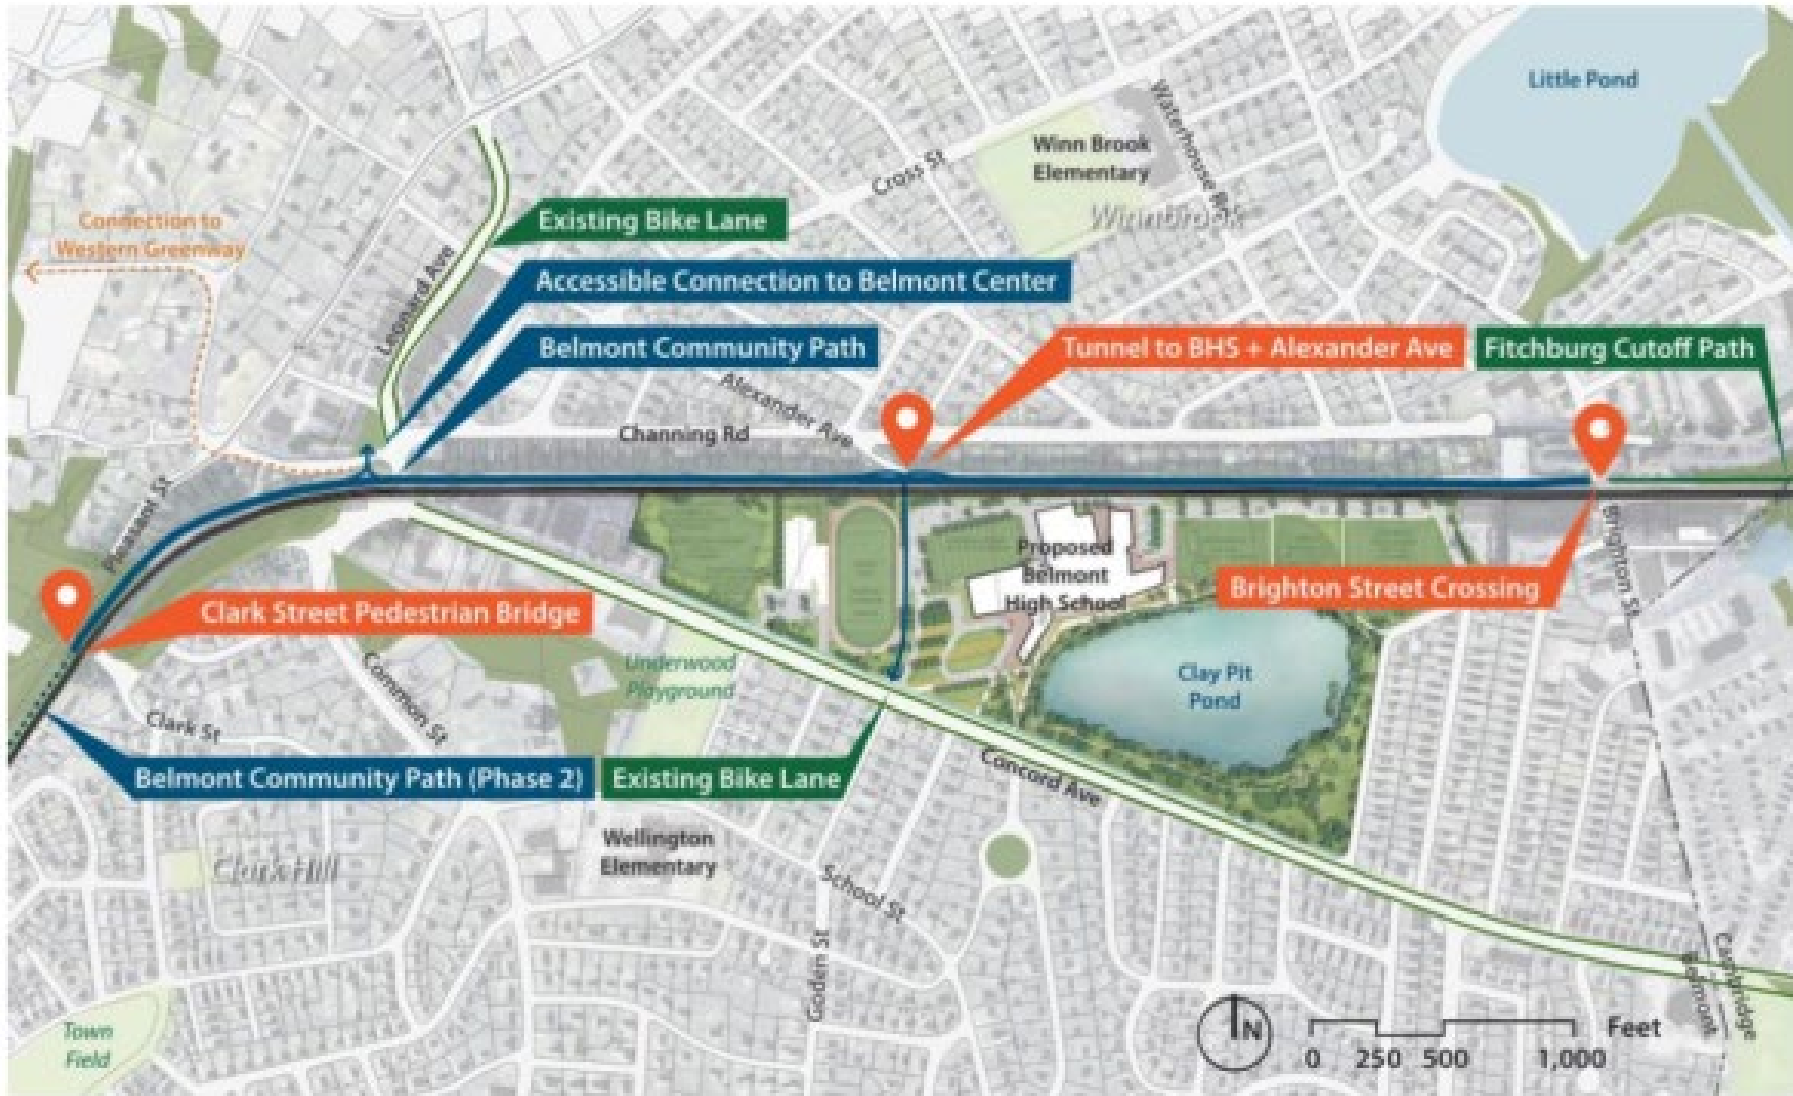 Little Pond
Winn Brook
Elementary
Waterhouse Rd
Cross St
Winnbrook
Connection to
Western Greenway
Existing Bike Lane
Leonard Ave
Accessible Connection to Belmont Center
Belmont Community Path
Tunnel to BHS + Alexander Ave
Fitchburg Cutoff Path
Alexander Ave
Channing Rd
Pleasant St
Proposed
Belmont
High School
Brighton St
Brighton Street Crossing
Clark Street Pedestrian Bridge
Underwood
Playground
Clay Pit
Pond
Common St
Clark St
Belmont Community Path (Phase 2)
Existing Bike Lane
Concord Ave
Wellington
Elementary
Clark Hill
School St
Goden St
Cambridge
Belmont
Town
Field
N
Feet
0 250 500 1,000